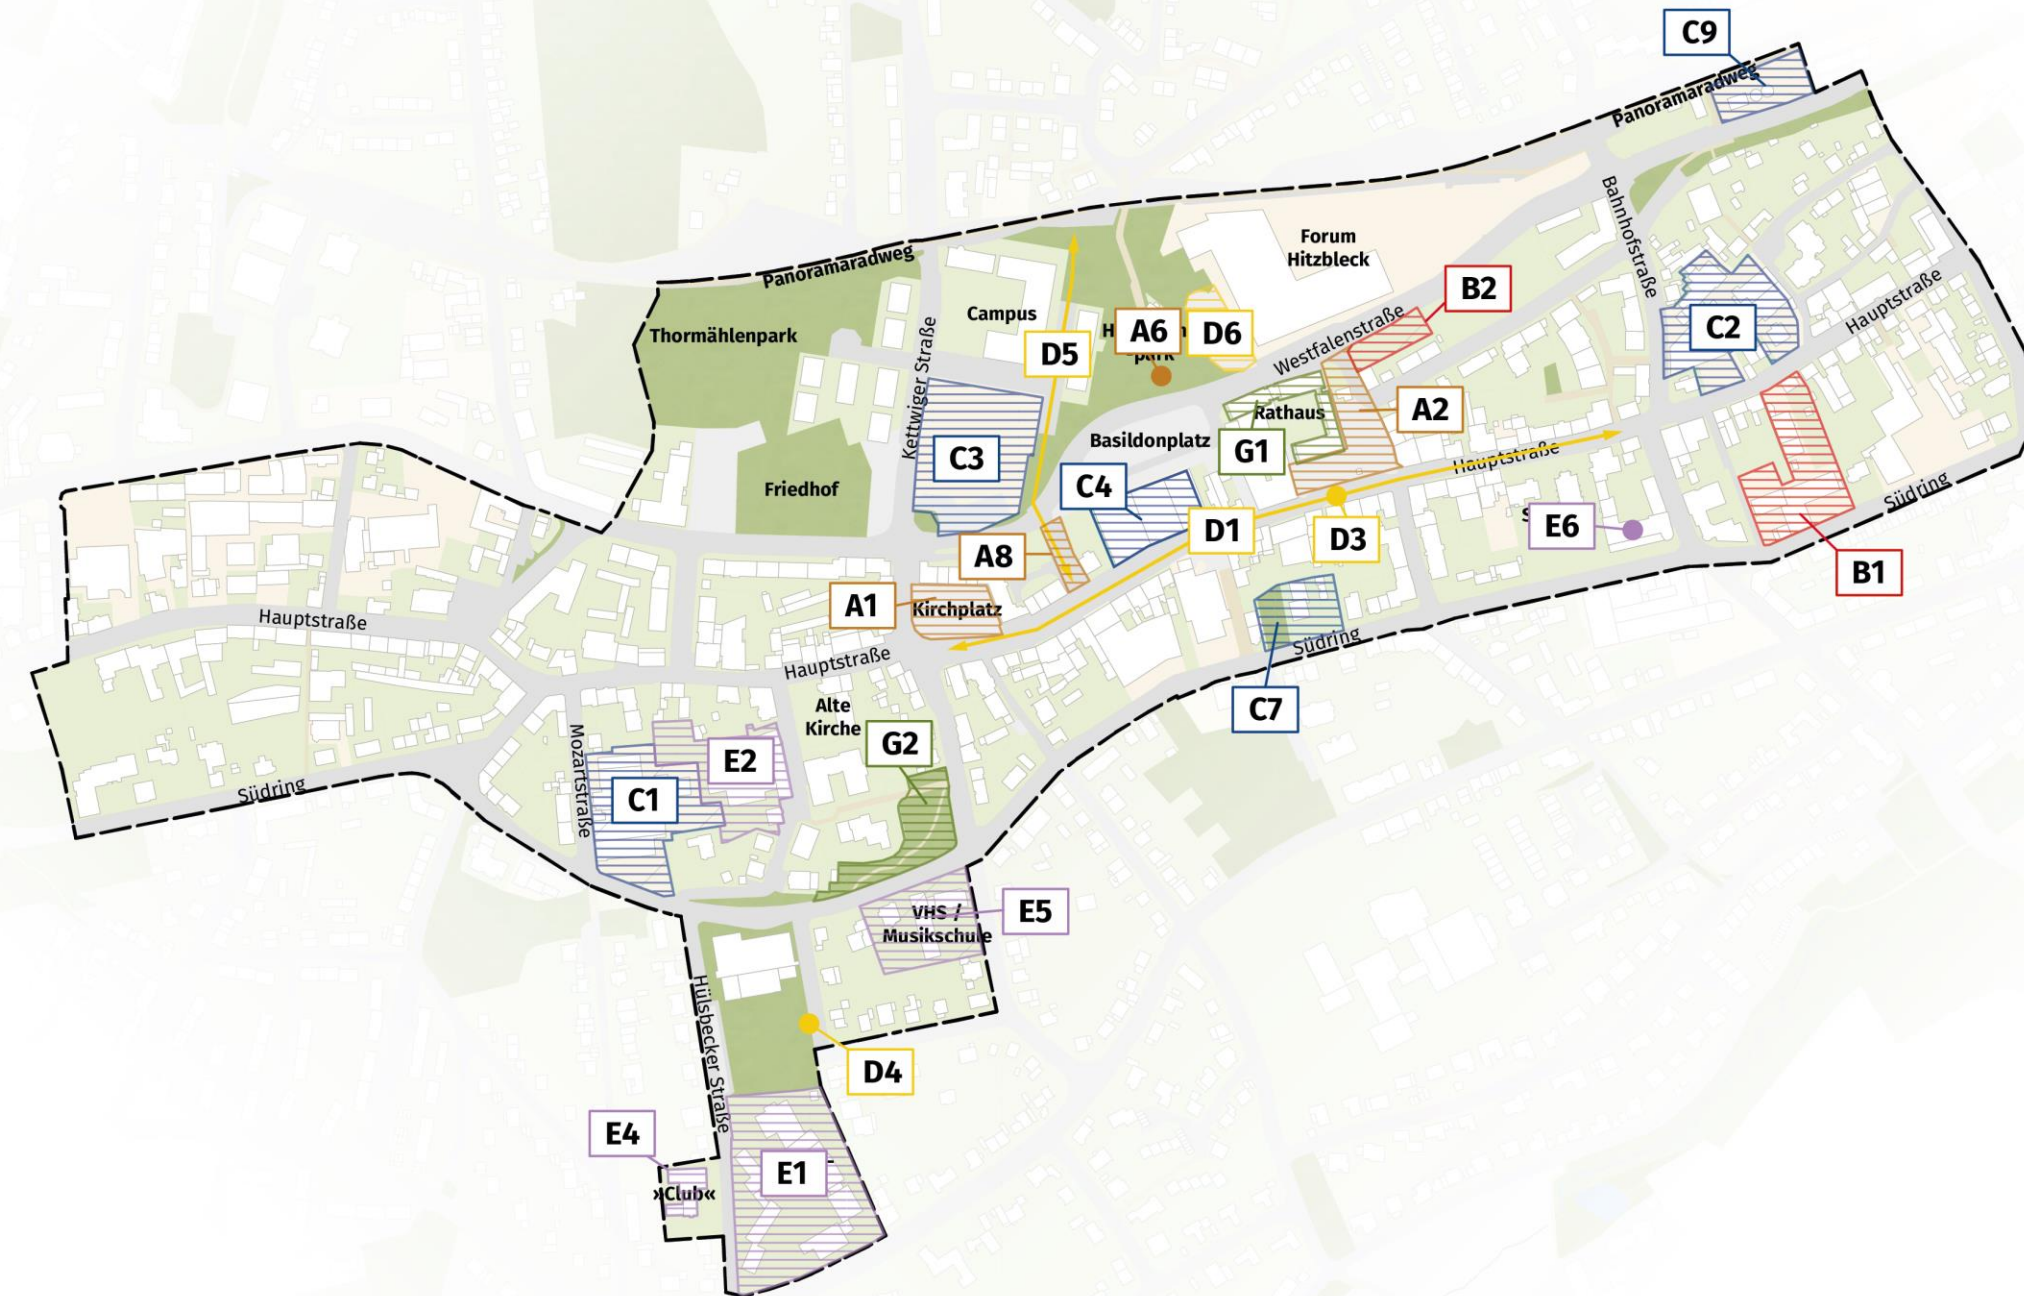 C9
Panoramaradweg
Bahnhofstraße
Forum
Hitzbleck
Panoramaradweg
B2
Campus
Thormählenpark
A6
D6
D5
park
Westfalenstraße
C2
Hauptstraße
Kettwiger Straße
Rathaus
A2
Basildonplatz
G1
C3
C4
Hauptstraße
Friedhof
Südring
D1
D3
E6
A8
B1
A1
Kirchplatz
Hauptstraße
Südring
Hauptstraße
C7
Alte
Kirche
G2
Mozartstraße
E2
Südring
C1
VHS /
Musikschule
E5
Hülsbecker Straße
D4
E4
E1
»Club«